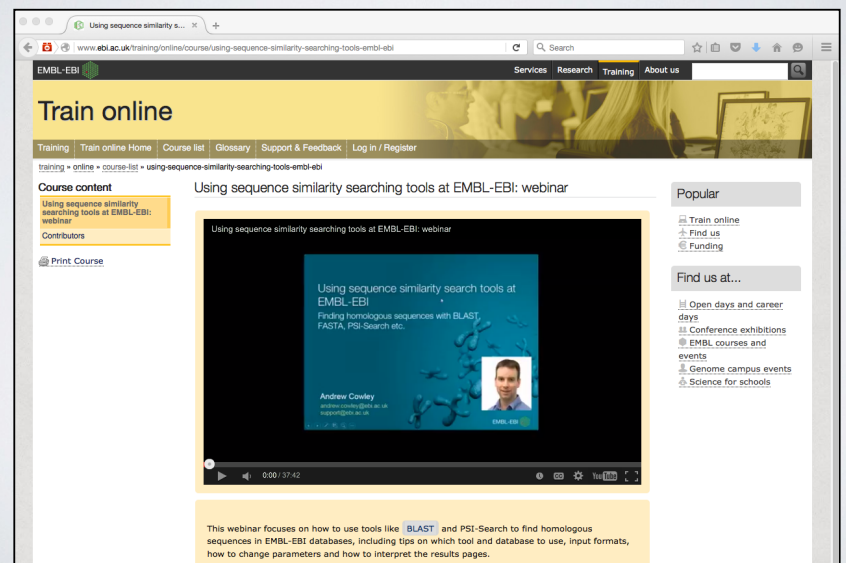 Using sequence similarity s...
www.ebi.ac.uk/training/online/course/using-sequence-similarity-searching-tools-embl-ebi
Search
EMBL-EBI
Services Research Training About us
Train online
Training Train online Home Course list Glossary Support & Feedback Log in / Register
training » online » course-list » using-sequence-similarity-searching-tools-embl-ebi
Course content
Using sequence similarity
searching tools at EMBL-EBI:
webinar
Contributors
Print Course
Using sequence similarity searching tools at EMBL-EBI: webinar
Using sequence similarity searching tools at EMBL-EBI: webinar
Using sequence similarity search tools at
EMBL-EBI
Finding homologous sequences with BLAST,
FASTA, PSI-Search etc.
Andrew Cowley
andrew.cowley@ebi.ac.uk
support@ebi.ac.uk
EMBL-EBI
0:00 / 37:42
CC
YouTube
This webinar focuses on how to use tools like BLAST and PSI-Search to find homologous
sequences in EMBL-EBI databases, including tips on which tool and database to use, input formats,
how to change parameters and how to interpret the results pages.
Popular
Train online
Find us
Funding
Find us at...
Open days and career
days
Conference exhibitions
EMBL courses and
events
Genome campus events
Science for schools